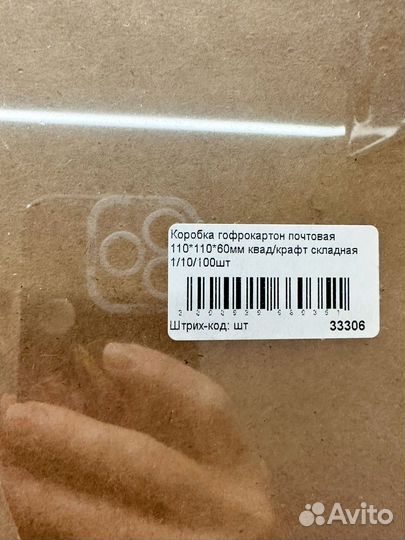 Коробка гофрокартон почтовая
110*110*60мм квад/крафт складная
1/10/100шт
Штрих-код: шт 33306
Avito